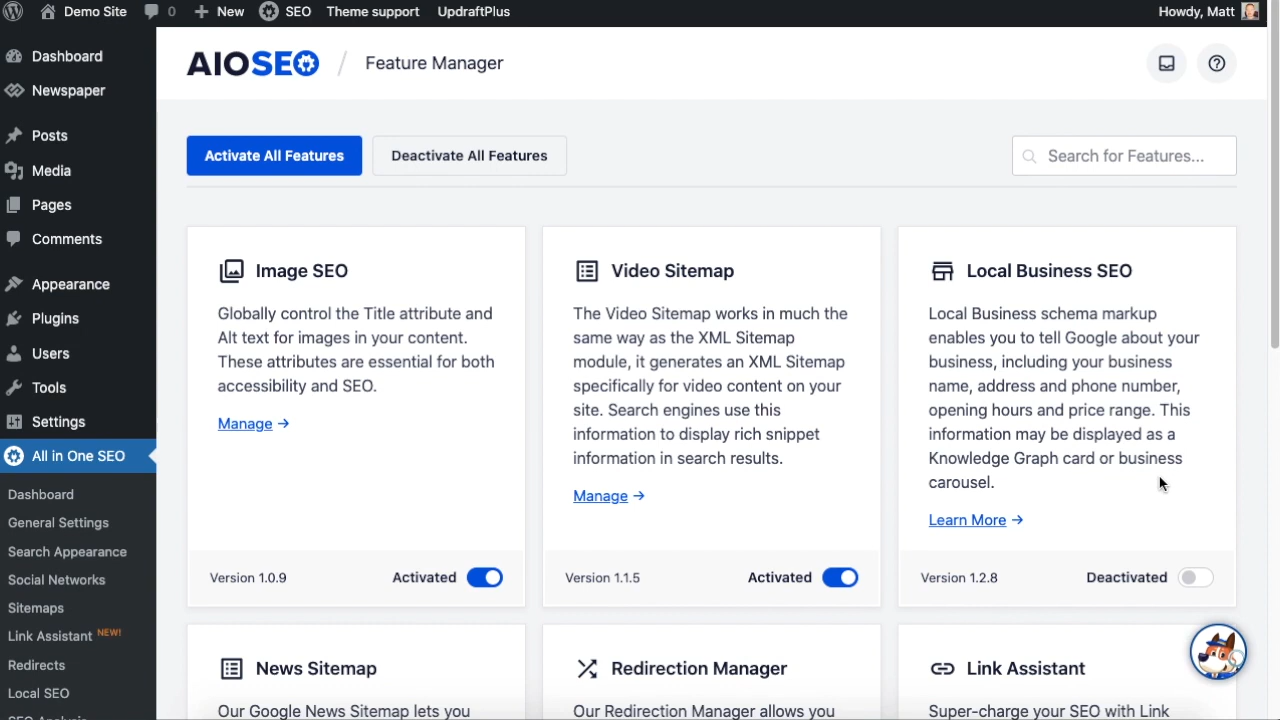 Demo Site
0
New
SEO
Theme support
UpdraftPlus
Howdy, Matt
Dashboard
Newspaper
Posts
Media
Pages
Comments
Appearance
Plugins
Users
Tools
Settings
All in One SEO
Dashboard
General Settings
Search Appearance
Social Networks
Sitemaps
Link Assistant NEW!
Redirects
Local SEO
SEO Analysis
AIOSEO / Feature Manager
Activate All Features
Deactivate All Features
Search for Features...
Image SEO
Globally control the Title attribute and
Alt text for images in your content.
These attributes are essential for both
accessibility and SEO.
Manage →
Version 1.0.9
Activated
Video Sitemap
The Video Sitemap works in much the
same way as the XML Sitemap
module, it generates an XML Sitemap
specifically for video content on your
site. Search engines use this
information to display rich snippet
information in search results.
Manage →
Version 1.1.5
Activated
Local Business SEO
Local Business schema markup
enables you to tell Google about your
business, including your business
name, address and phone number,
opening hours and price range. This
information may be displayed as a
Knowledge Graph card or business
carousel.
Learn More →
Version 1.2.8
Deactivated
News Sitemap
Our Google News Sitemap lets you
Redirection Manager
Our Redirection Manager allows you
Link Assistant
Super-charge your SEO with Link